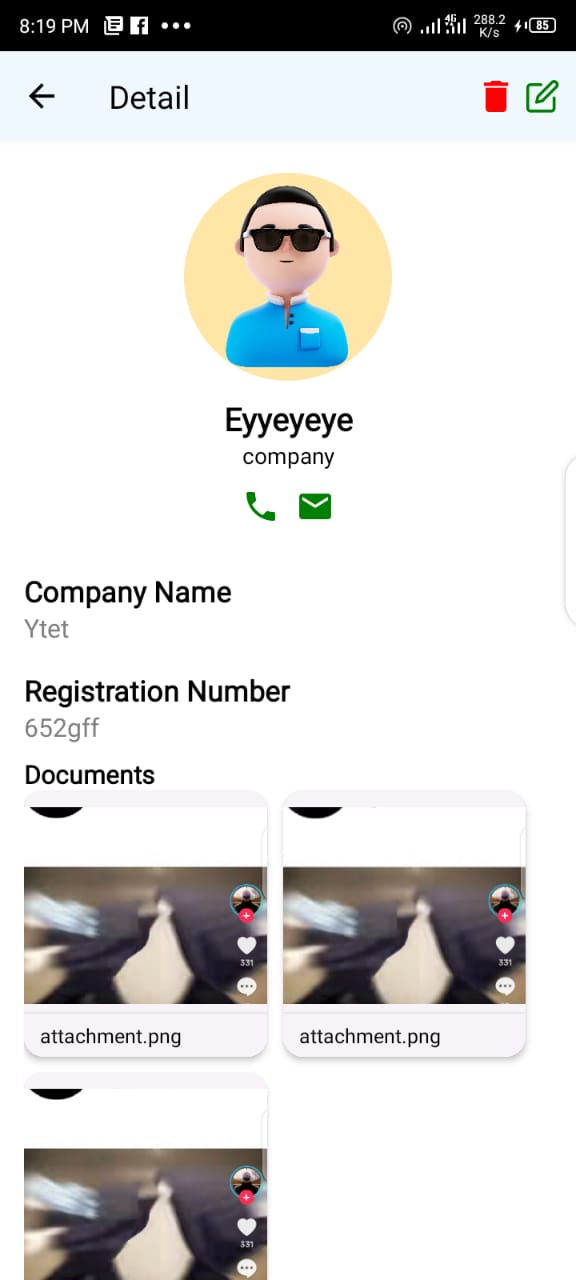 8:19 PM
4G
288.2
K/s
85
Detail
Eyyeyeye
company
Company Name
Ytet
Registration Number
652gff
Documents
331
331
attachment.png
attachment.png
331